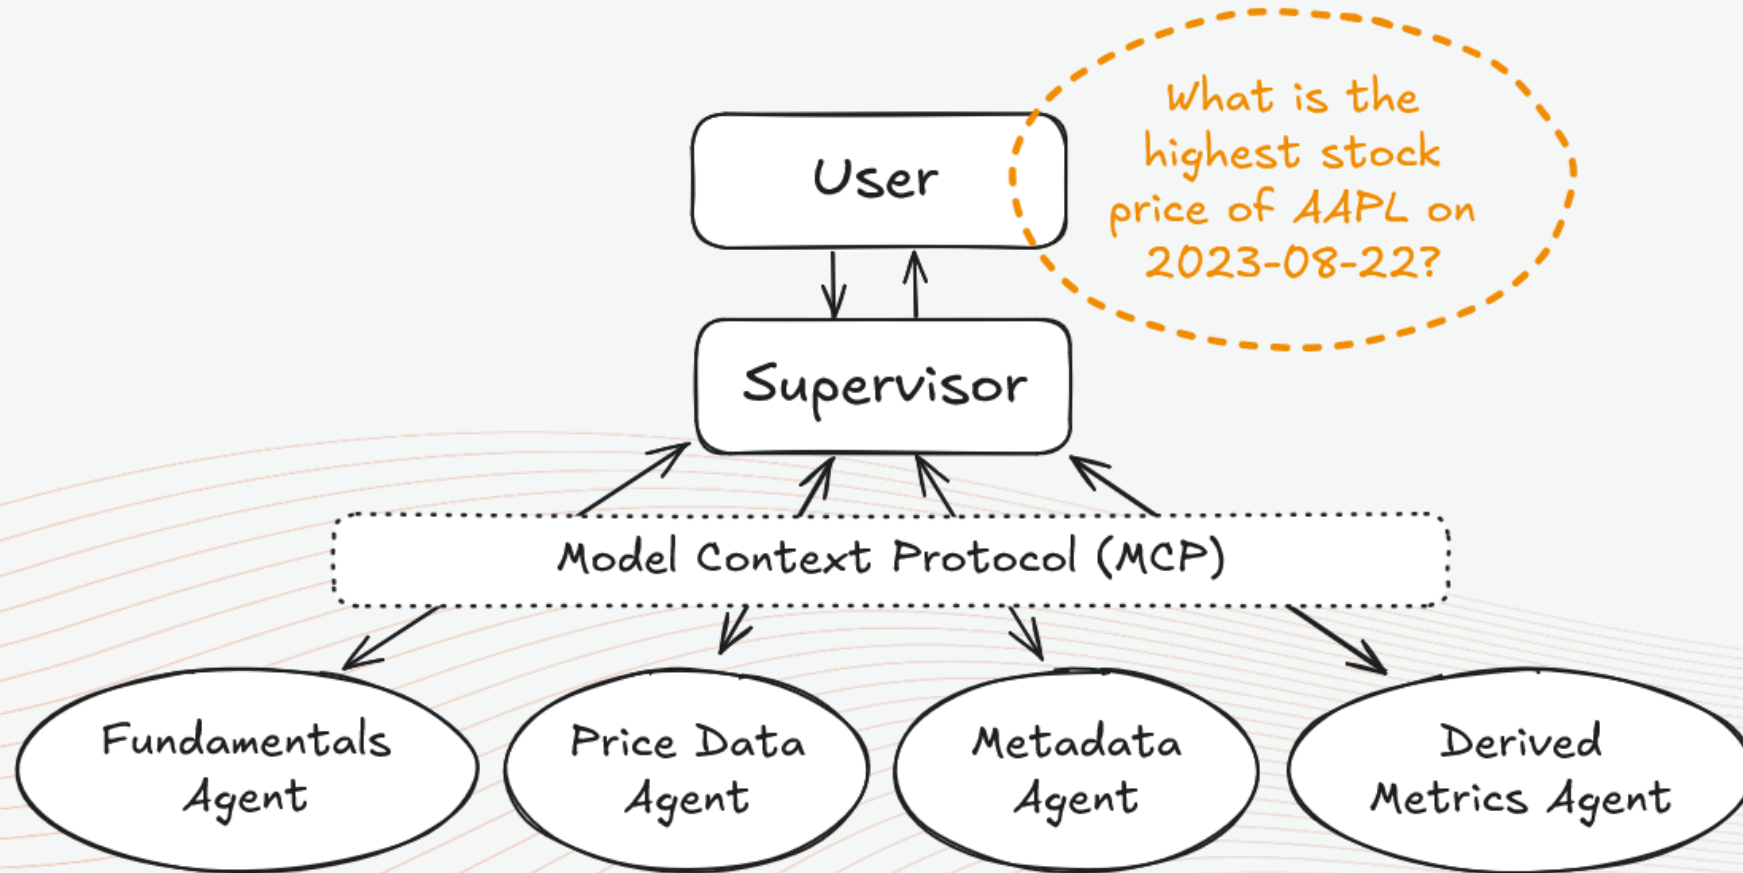 What is the
highest stock
price of AAPL on
2023-08-22?
User
Supervisor
Model Context Protocol (MCP)
Fundamentals
Agent
Price Data
Agent
Metadata
Agent
Derived
Metrics Agent